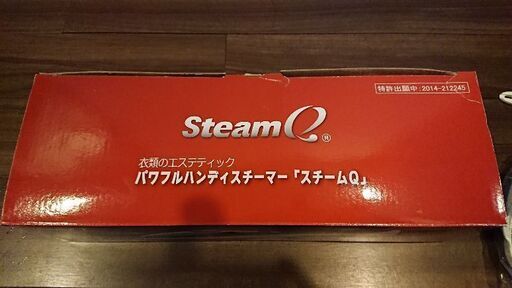 特許出願中:2014-212245
SteamQ®
衣類のエステティック
パワフルハンディスチーマー「スチームQ」